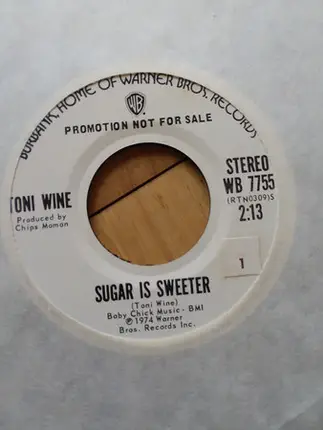 BURBANK, HOME OF WARNER BROS. RECORDS
WB
PROMOTION NOT FOR SALE
TONI WINE
Produced by
Chips Moman
STEREO
WB 7755
(RTN0309)S
2:13
1
SUGAR IS SWEETER
(Toni Wine)
Baby Chick Music - BMI
℗ 1974 Warner
Bros. Records Inc.